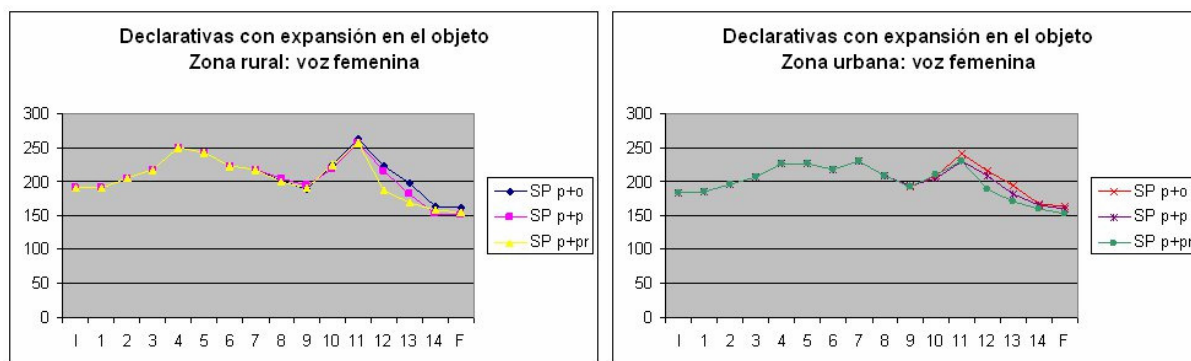 Declarativas con expansión en el objeto
Zona rural: voz femenina
300
250
200
150
100
50
0
I 1 2 3 4 5 6 7 8 9 10 11 12 13 14 F
SP p+o
SP p+p
SP p+pr
Declarativas con expansión en el objeto
Zona urbana: voz femenina
300
250
200
150
100
50
0
I 1 2 3 4 5 6 7 8 9 10 11 12 13 14 F
SP p+o
SP p+p
SP p+pr